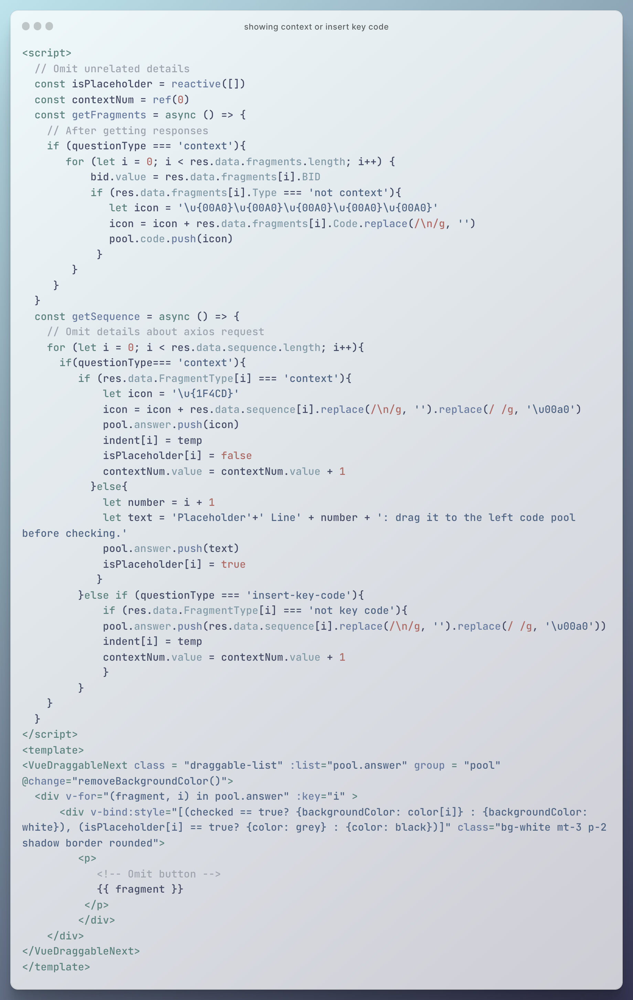 showing context or insert key code
<script>
  // Omit unrelated details
  const isPlaceholder = reactive([])
  const contextNum = ref(0)
  const getFragments = async () => {
    // After getting responses
    if (questionType === 'context'){
       for (let i = 0; i < res.data.fragments.length; i++) {
           bid.value = res.data.fragments[i].BID
           if (res.data.fragments[i].Type === 'not context'){
              let icon = '\u{00A0}\u{00A0}\u{00A0}\u{00A0}\u{00A0}'
              icon = icon + res.data.fragments[i].Code.replace(/\n/g, '')
              pool.code.push(icon)
            }
        }
     }
  }
  const getSequence = async () => {
    // Omit details about axios request
    for (let i = 0; i < res.data.sequence.length; i++){
      if(questionType=== 'context'){
         if (res.data.FragmentType[i] === 'context'){
             let icon = '\u{1F4CD}'
             icon = icon + res.data.sequence[i].replace(/\n/g, '').replace(/ /g, '\u00a0')
             pool.answer.push(icon)
             indent[i] = temp
             isPlaceholder[i] = false
             contextNum.value = contextNum.value + 1
           }else{
             let number = i + 1
             let text = 'Placeholder'+' Line' + number + ': drag it to the left code pool
before checking.'
             pool.answer.push(text)
             isPlaceholder[i] = true
            }
         }else if (questionType === 'insert-key-code'){
             if (res.data.FragmentType[i] === 'not key code'){
             pool.answer.push(res.data.sequence[i].replace(/\n/g, '').replace(/ /g, '\u00a0'))
             indent[i] = temp
             contextNum.value = contextNum.value + 1
             }
         }
    }
  }
</script>
<template>
<VueDraggableNext class = "draggable-list" :list="pool.answer" group = "pool"
@change="removeBackgroundColor()">
  <div v-for="(fragment, i) in pool.answer" :key="i" >
      <div v-bind:style="[(checked == true? {backgroundColor: color[i]} : {backgroundColor:
white}), (isPlaceholder[i] == true? {color: grey} : {color: black})]" class="bg-white mt-3 p-2
shadow border rounded">
         <p>
            <!-- Omit button -->
            {{ fragment }}
          </p>
         </div>
    </div>
</VueDraggableNext>
</template>